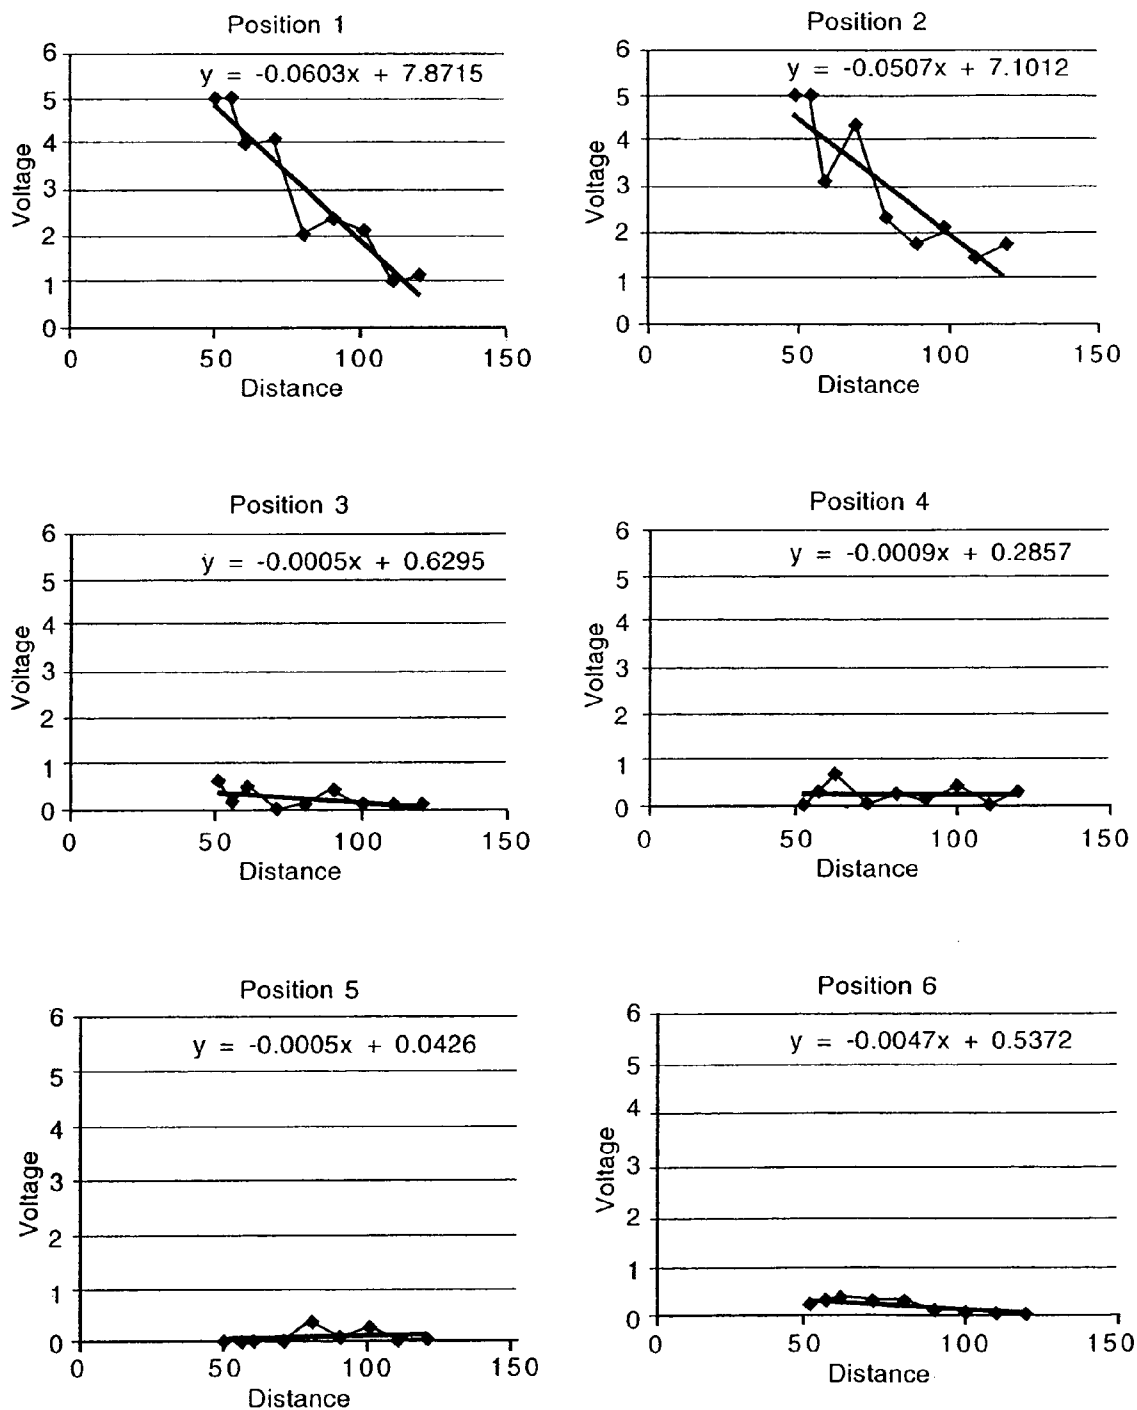 Position 1
y = -0.0603x + 7.8715
6
5
4
3
2
1
0
Voltage
0 50 100 150
Distance
Position 2
y = -0.0507x + 7.1012
6
5
4
3
2
1
0
Voltage
0 50 100 150
Distance
Position 3
y = -0.0005x + 0.6295
6
5
4
3
2
1
0
Voltage
0 50 100 150
Distance
Position 4
y = -0.0009x + 0.2857
6
5
4
3
2
1
0
Voltage
0 50 100 150
Distance
Position 5
y = -0.0005x + 0.0426
6
5
4
3
2
1
0
Voltage
0 50 100 150
Distance
Position 6
y = -0.0047x + 0.5372
6
5
4
3
2
1
0
Voltage
0 50 100 150
Distance